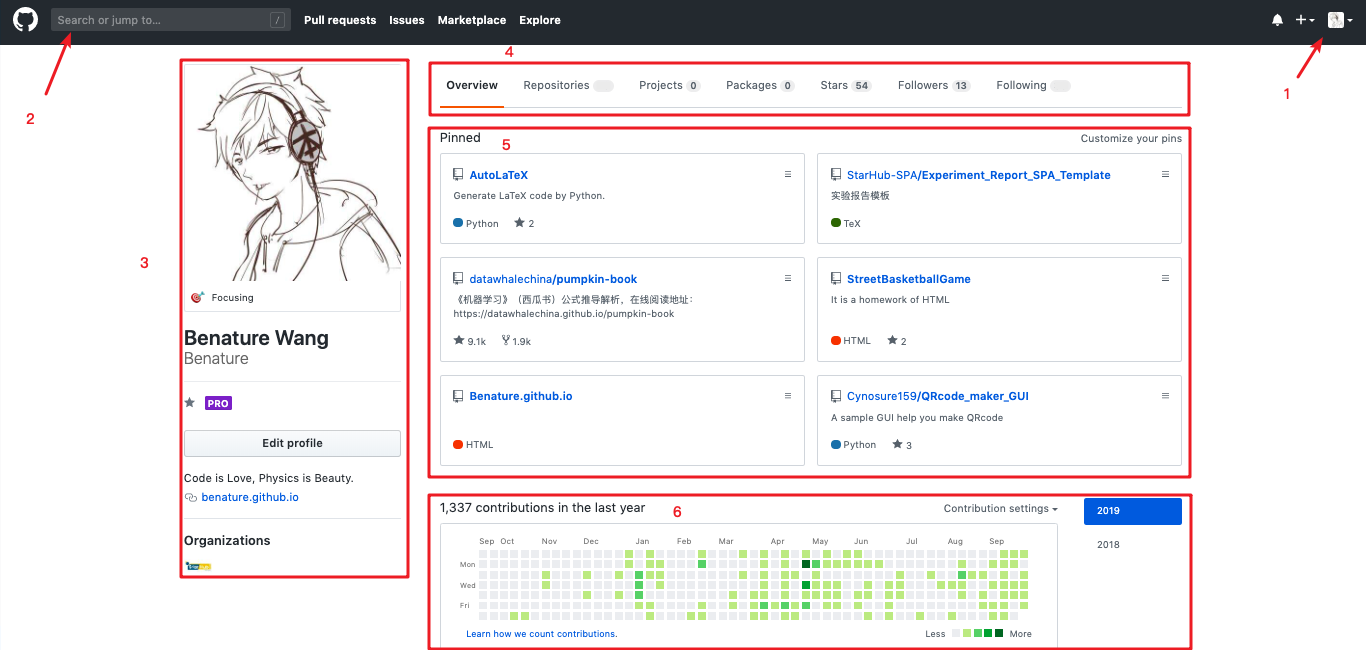 Search or jump to...
/
Pull requests Issues Marketplace Explore
1
2
3
Focusing
Benature Wang
Benature
PRO
Edit profile
Code is Love, Physics is Beauty.
benature.github.io
Organizations
4
Overview Repositories Projects 0 Packages 0 Stars 54 Followers 13 Following
Pinned
5
Customize your pins
AutoLaTeX
Generate LaTeX code by Python.
Python 2
StarHub-SPA/Experiment_Report_SPA_Template
实验报告模板
TeX
datawhalechina/pumpkin-book
《机器学习》（西瓜书）公式推导解析，在线阅读地址：
https://datawhalechina.github.io/pumpkin-book
9.1k 1.9k
StreetBasketballGame
It is a homework of HTML
HTML 2
Benature.github.io
HTML
Cynosure159/QRcode_maker_GUI
A sample GUI help you make QRcode
Python 3
1,337 contributions in the last year
6
Contribution settings
2019
2018
Sep Oct Nov Dec Jan Feb Mar Apr May Jun Jul Aug Sep
Mon
Wed
Fri
Learn how we count contributions.
Less More